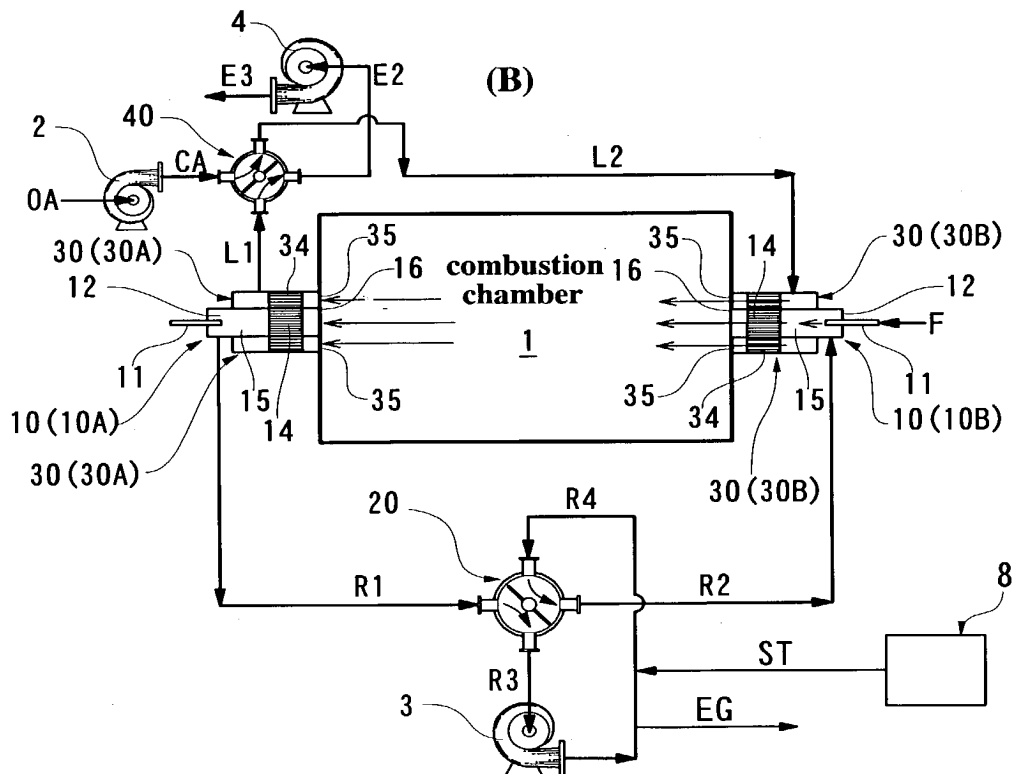 4
(B)
E3
E2
40
2
CA
L2
OA
30(30A)
L1
34
35
16
12
combustion
chamber
1
35
16
14
30(30B)
12
F
11
15
14
35
10(10A)
30(30A)
35
34
15
11
10(10B)
30(30B)
20
R4
R1
R2
8
ST
R3
3
EG